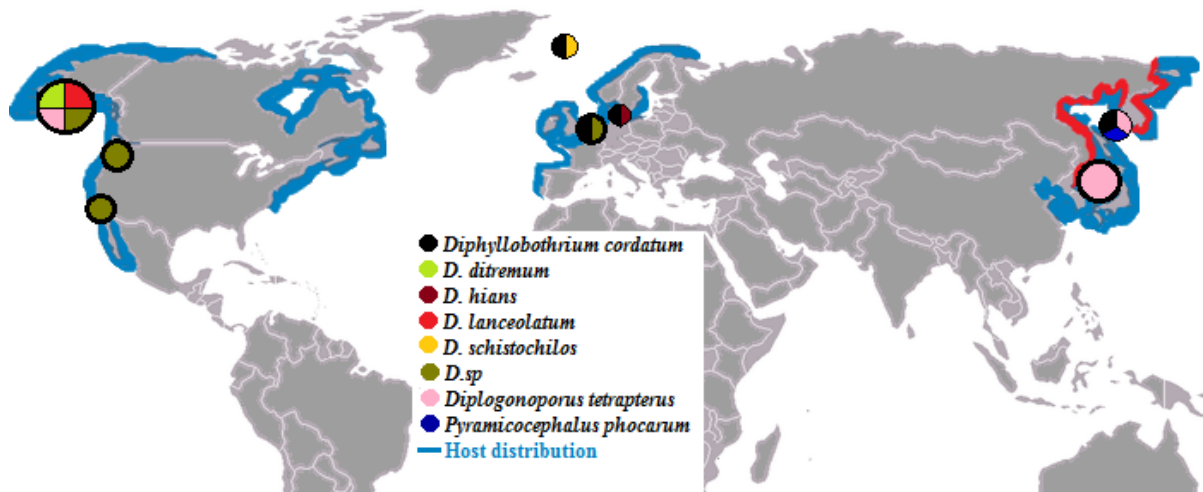 Diphyllobothrium cordatum
D. ditremum
D. hians
D. lanceolatum
D. schistochilos
D.sp
Diplogonoporus tetrapterus
Pyramicocephalus phocarum
Host distribution